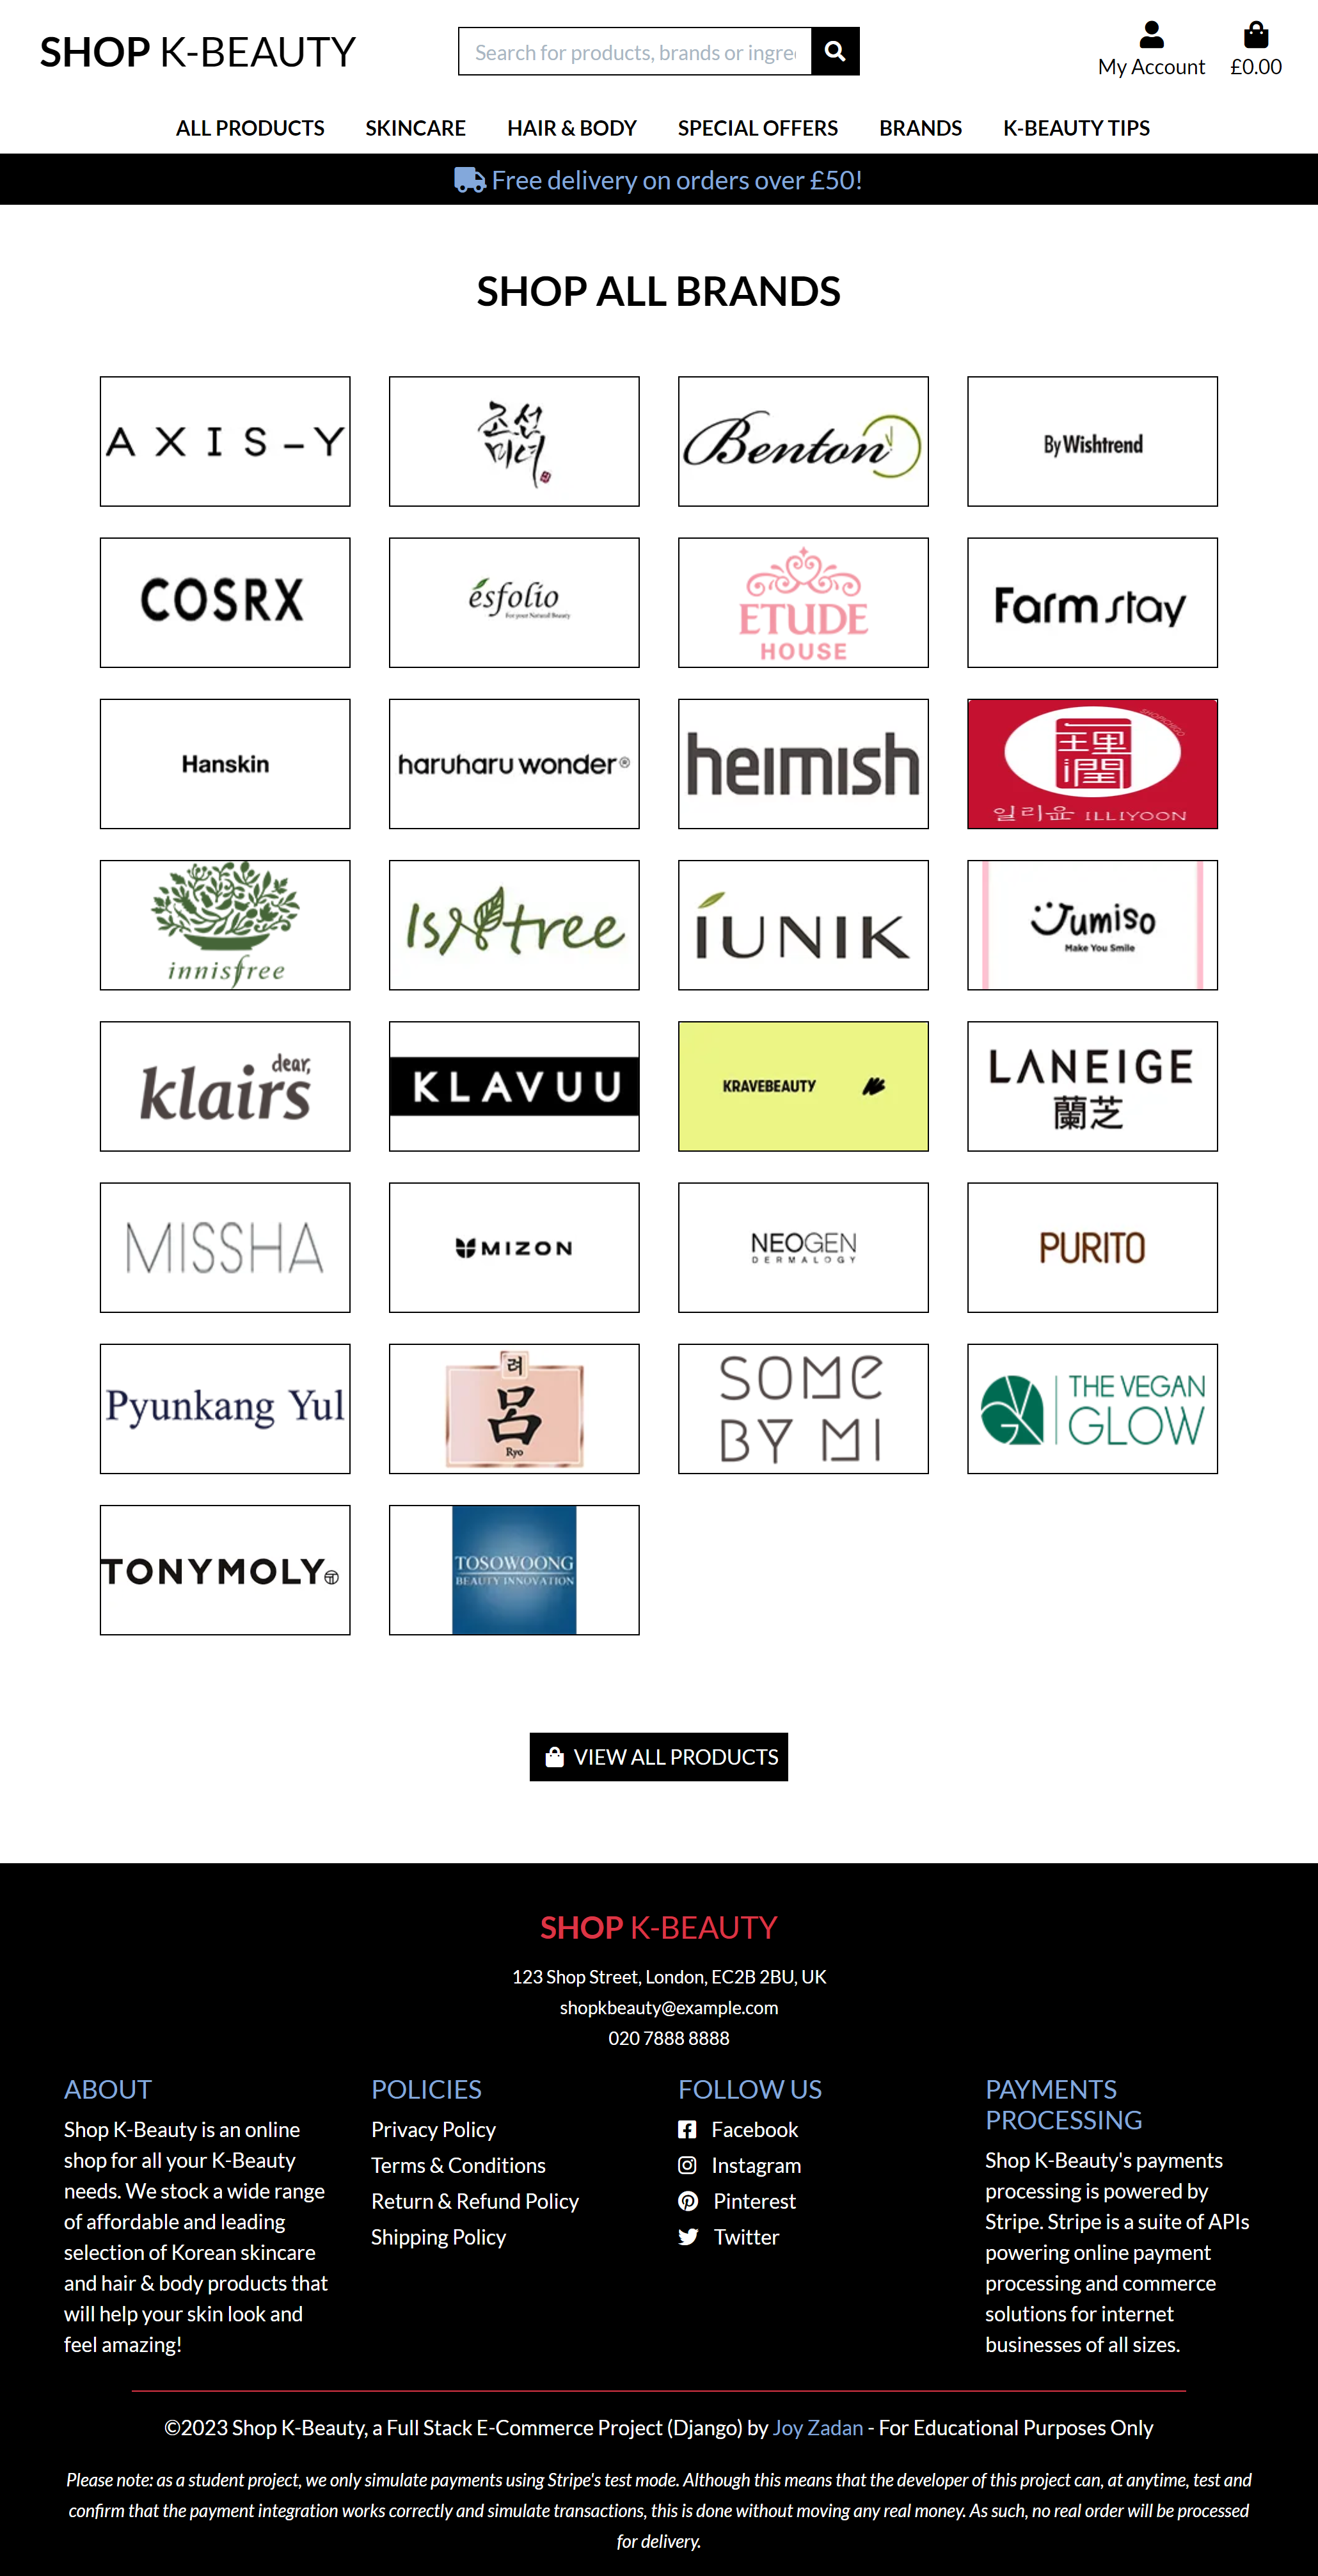 SHOP K-BEAUTY
Search for products, brands or ingre
My Account
£0.00
ALL PRODUCTS
SKINCARE
HAIR & BODY
SPECIAL OFFERS
BRANDS
K-BEAUTY TIPS
Free delivery on orders over £50!
SHOP ALL BRANDS
AXIS-Y
조선
미녀
Benton
By Wishtrend
COSRX
ésfolio
For your Natural Beauty
ETUDE
HOUSE
Farm stay
Hanskin
haruharu wonder®
heimish
일리윤 ILLIYOON
innisfree
IsNtree
iUNIK
Jumiso
Make You Smile
dear,
klairs
KLAVUU
KRAVEBEAUTY
LANEIGE
蘭芝
MISSHA
MIZON
NEOGEN
DERMALOGY
PURITO
Pyunkang Yul
려
呂
Ryo
SOME
BY MI
THE VEGAN
GLOW
TONYMOLY
TOSOWOONG
BEAUTY INNOVATION
VIEW ALL PRODUCTS
SHOP K-BEAUTY
123 Shop Street, London, EC2B 2BU, UK
shopkbeauty@example.com
020 7888 8888
ABOUT
Shop K-Beauty is an online
shop for all your K-Beauty
needs. We stock a wide range
of affordable and leading
selection of Korean skincare
and hair & body products that
will help your skin look and
feel amazing!
POLICIES
Privacy Policy
Terms & Conditions
Return & Refund Policy
Shipping Policy
FOLLOW US
Facebook
Instagram
Pinterest
Twitter
PAYMENTS
PROCESSING
Shop K-Beauty's payments
processing is powered by
Stripe. Stripe is a suite of APIs
powering online payment
processing and commerce
solutions for internet
businesses of all sizes.
©2023 Shop K-Beauty, a Full Stack E-Commerce Project (Django) by Joy Zadan - For Educational Purposes Only
Please note: as a student project, we only simulate payments using Stripe's test mode. Although this means that the developer of this project can, at anytime, test and
confirm that the payment integration works correctly and simulate transactions, this is done without moving any real money. As such, no real order will be processed
for delivery.